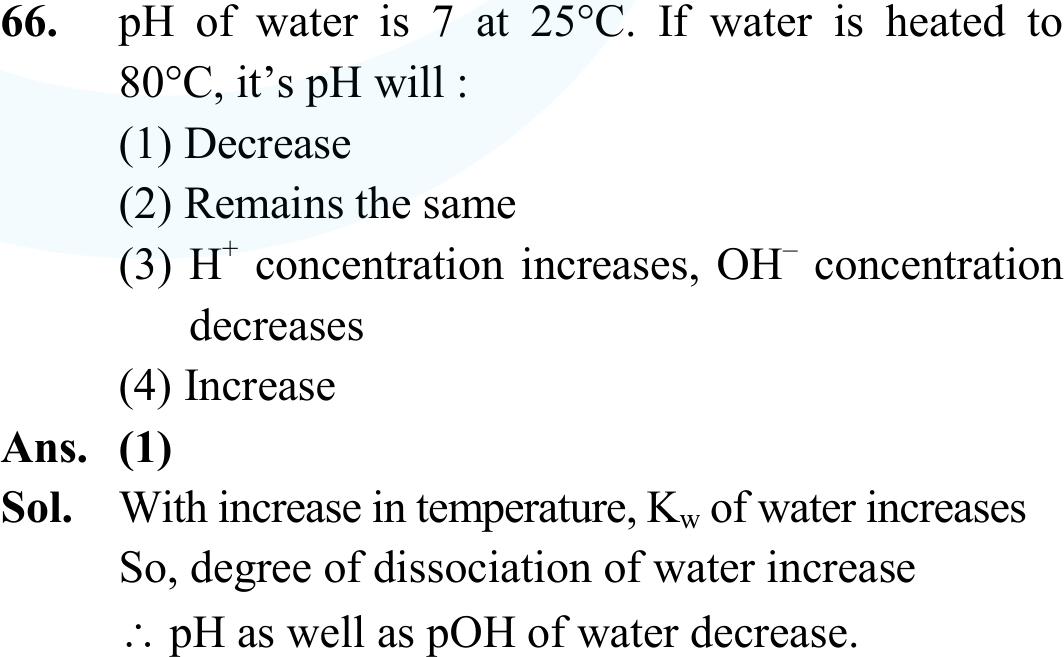 66. pH of water is 7 at 25°C. If water is heated to
80°C, it’s pH will :
(1) Decrease
(2) Remains the same
(3) H⁺ concentration increases, OH⁻ concentration
decreases
(4) Increase
Ans. (1)
Sol. With increase in temperature, K_w of water increases
So, degree of dissociation of water increase
∴ pH as well as pOH of water decrease.